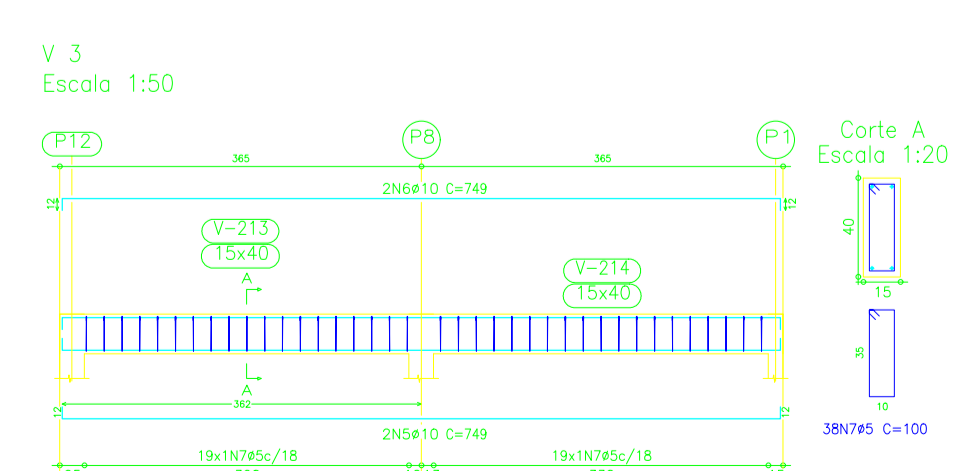 V 3
Escala 1:50
P12
P8
P1
365
365
2N6ø10 C=749
12
12
V-213
15x40
V-214
15x40
A
A
362
12
12
2N5ø10 C=749
19x1N7ø5c/18
19x1N7ø5c/18
Corte A
Escala 1:20
40
15
35
10
38N7ø5 C=100